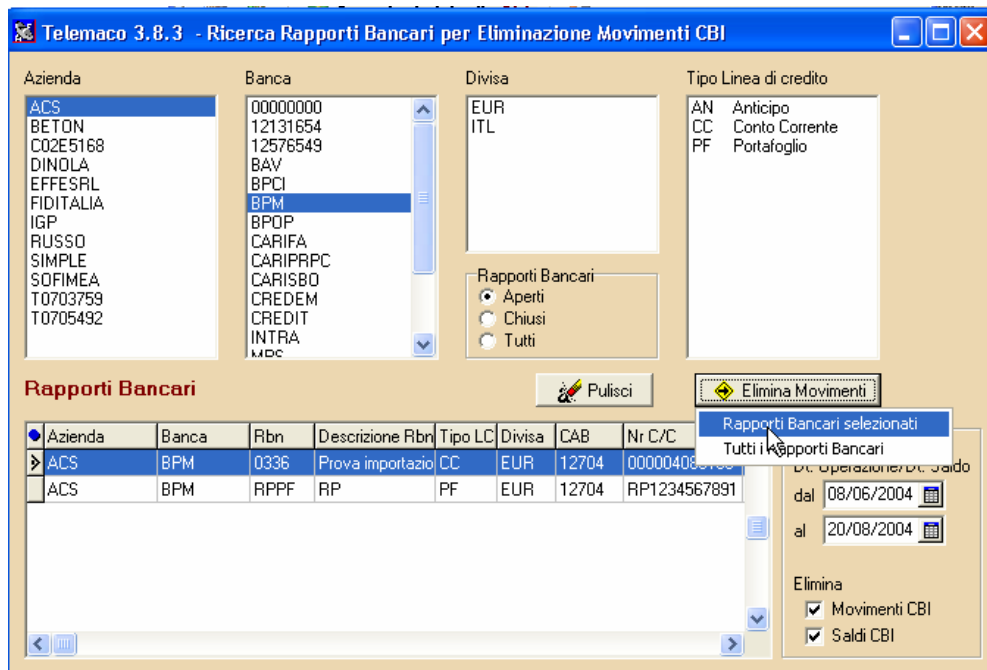 Telemaco 3.8.3 - Ricerca Rapporti Bancari per Eliminazione Movimenti CBI
Azienda
ACS
BETON
C02E5168
DINOLA
EFFESRL
FIDITALIA
IGP
RUSSO
SIMPLE
SOFIMEA
T0703759
T0705492
Banca
00000000
12131654
12576549
BAV
BPCI
BPM
BPOP
CARIFA
CARIPRPC
CARISBO
CREDEM
CREDIT
INTRA
MPS
Divisa
EUR
ITL
Rapporti Bancari
Aperti
Chiusi
Tutti
Tipo Linea di credito
AN Anticipo
CC Conto Corrente
PF Portafoglio
Rapporti Bancari
Pulisci
Elimina Movimenti
Rapporti Bancari selezionati
Tutti i Rapporti Bancari
Azienda Banca Rbn Descrizione Rbn Tipo LC Divisa CAB Nr C/C
ACS BPM 0336 Prova importazio CC EUR 12704
ACS BPM RPPF RP PF EUR 12704 RP1234567891
Dt. Operazione/Dt. Saldo
dal 08/06/2004
al 20/08/2004
Elimina
Movimenti CBI
Saldi CBI